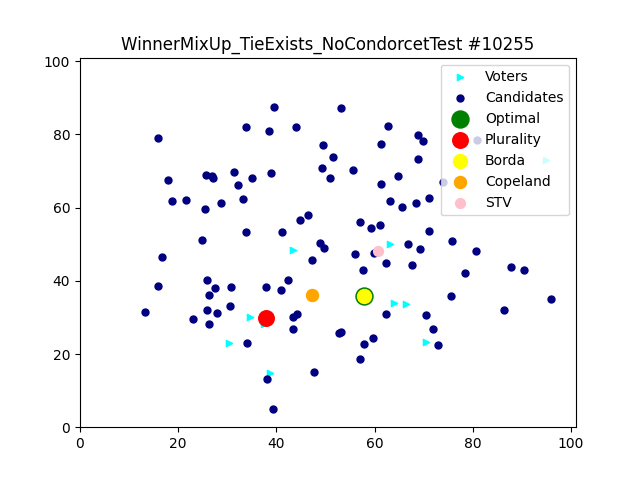 WinnerMixUp_TieExists_NoCondorcetTest #10255
100
80
60
40
20
0
0 20 40 60 80 100
Voters
Candidates
Optimal
Plurality
Borda
Copeland
STV